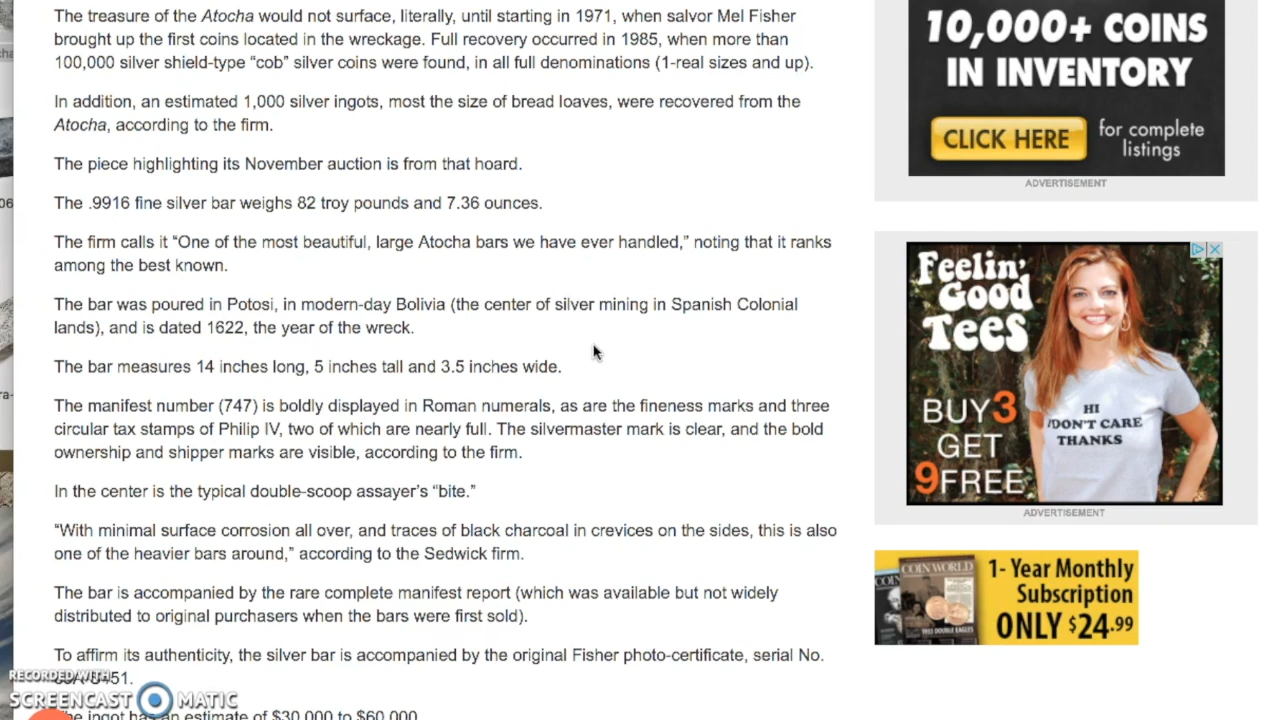 The treasure of the Atocha would not surface, literally, until starting in 1971, when salvor Mel Fisher
brought up the first coins located in the wreckage. Full recovery occurred in 1985, when more than
100,000 silver shield-type “cob” silver coins were found, in all full denominations (1-real sizes and up).
In addition, an estimated 1,000 silver ingots, most the size of bread loaves, were recovered from the
Atocha, according to the firm.
The piece highlighting its November auction is from that hoard.
The .9916 fine silver bar weighs 82 troy pounds and 7.36 ounces.
The firm calls it “One of the most beautiful, large Atocha bars we have ever handled,” noting that it ranks
among the best known.
The bar was poured in Potosi, in modern-day Bolivia (the center of silver mining in Spanish Colonial
lands), and is dated 1622, the year of the wreck.
The bar measures 14 inches long, 5 inches tall and 3.5 inches wide.
The manifest number (747) is boldly displayed in Roman numerals, as are the fineness marks and three
circular tax stamps of Philip IV, two of which are nearly full. The silvermaster mark is clear, and the bold
ownership and shipper marks are visible, according to the firm.
In the center is the typical double-scoop assayer’s “bite.”
“With minimal surface corrosion all over, and traces of black charcoal in crevices on the sides, this is also
one of the heavier bars around,” according to the Sedwick firm.
The bar is accompanied by the rare complete manifest report (which was available but not widely
distributed to original purchasers when the bars were first sold).
To affirm its authenticity, the silver bar is accompanied by the original Fisher photo-certificate, serial No.
The ingot has an estimate of $30,000 to $60,000
RECORDED WITH
SCREENCAST MATIC
10,000+ COINS
IN INVENTORY
CLICK HERE
for complete
listings
ADVERTISEMENT
Feelin’
Good
Tees
BUY 3
GET
9 FREE
HI
I DON'T CARE
THANKS
ADVERTISEMENT
COIN WORLD
1- Year Monthly
Subscription
ONLY $24.99